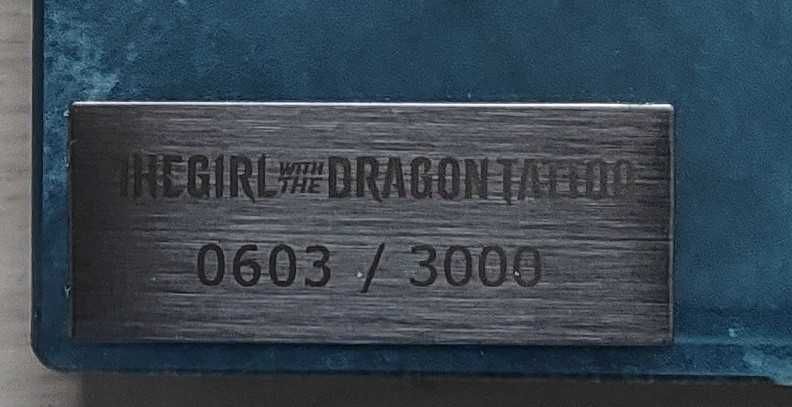 THE GIRL WITH THE DRAGON TATTOO
0603 / 3000